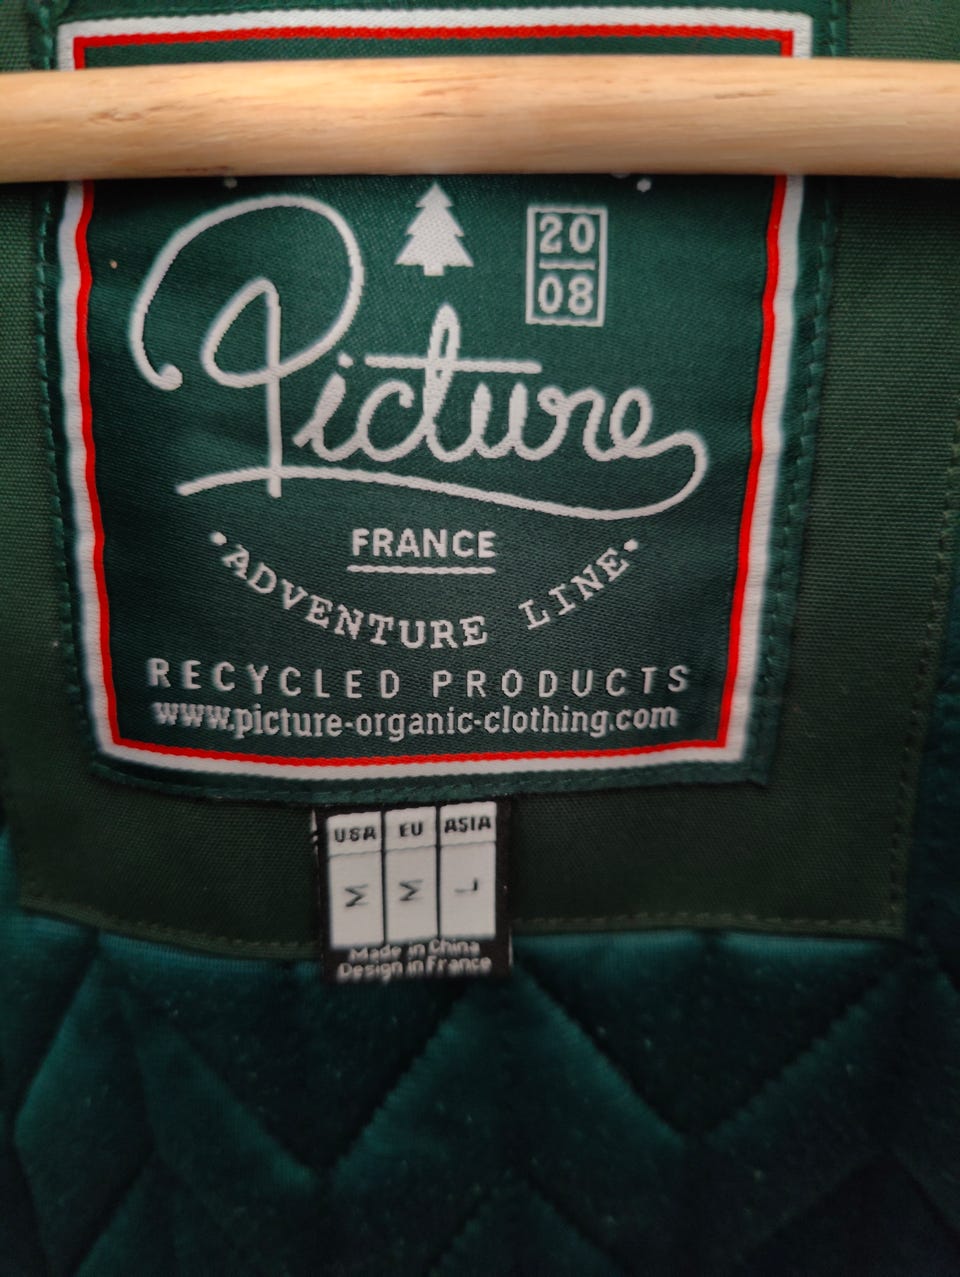 20
08
Picture
FRANCE
•ADVENTURE LINE•
RECYCLED PRODUCTS
www.picture-organic-clothing.com
USA EU ASIA
M M L
Made in China
Design in France